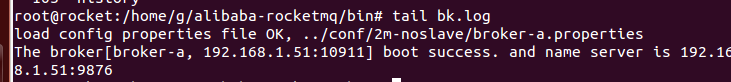 root@rocket:/home/g/alibaba-rocketmq/bin# tail bk.log
load config properties file OK, ../conf/2m-noslave/broker-a.properties
The broker[broker-a, 192.168.1.51:10911] boot success. and name server is 192.16
8.1.51:9876